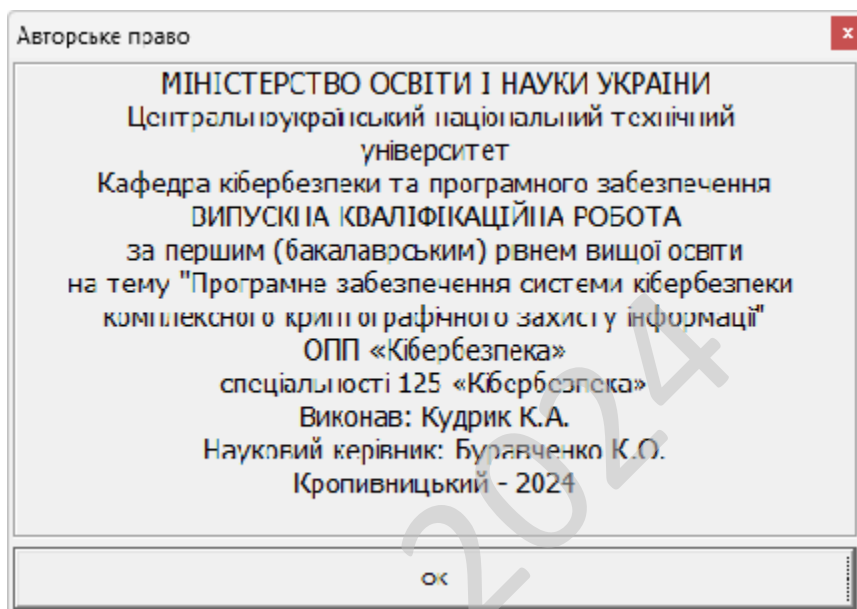 Авторське право
x
МІНІСТЕРСТВО ОСВІТИ І НАУКИ УКРАЇНИ
Центральноукраїнський національний технічний
університет
Кафедра кібербезпеки та програмного забезпечення
ВИПУСКНА КВАЛІФІКАЦІЙНА РОБОТА
за першим (бакалаврським) рівнем вищої освіти
на тему "Програмне забезпечення системи кібербезпеки
комплексного криптографічного захисту інформації"
ОПП «Кібербезпека»
спеціальності 125 «Кібербезпека»
Виконав: Кудрик К.А.
Науковий керівник: Буравченко К.О.
Кропивницький - 2024
ок
2024